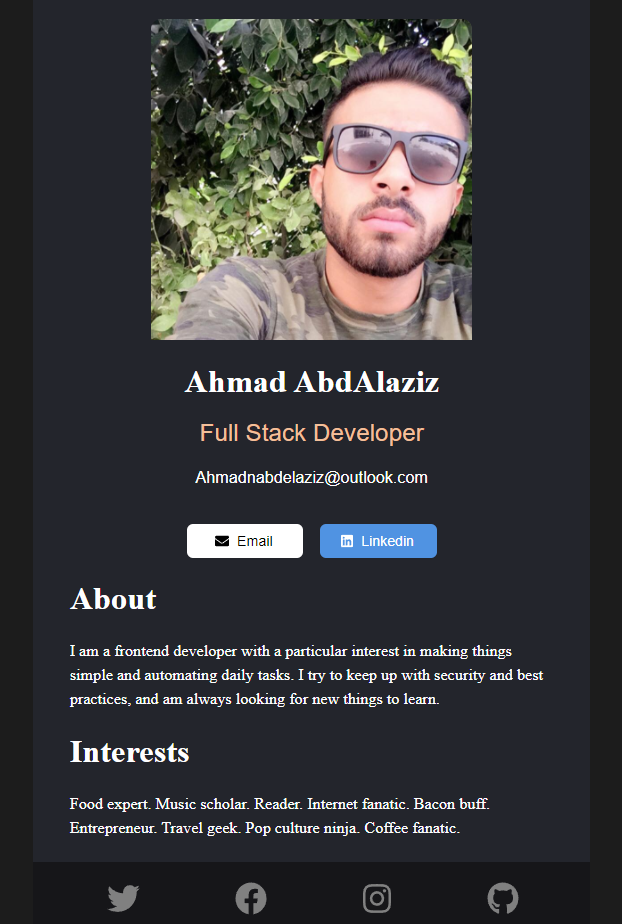 Ahmad AbdAlaziz
Full Stack Developer
Ahmadnabdelaziz@outlook.com
Email
Linkedin
About
I am a frontend developer with a particular interest in making things
simple and automating daily tasks. I try to keep up with security and best
practices, and am always looking for new things to learn.
Interests
Food expert. Music scholar. Reader. Internet fanatic. Bacon buff.
Entrepreneur. Travel geek. Pop culture ninja. Coffee fanatic.